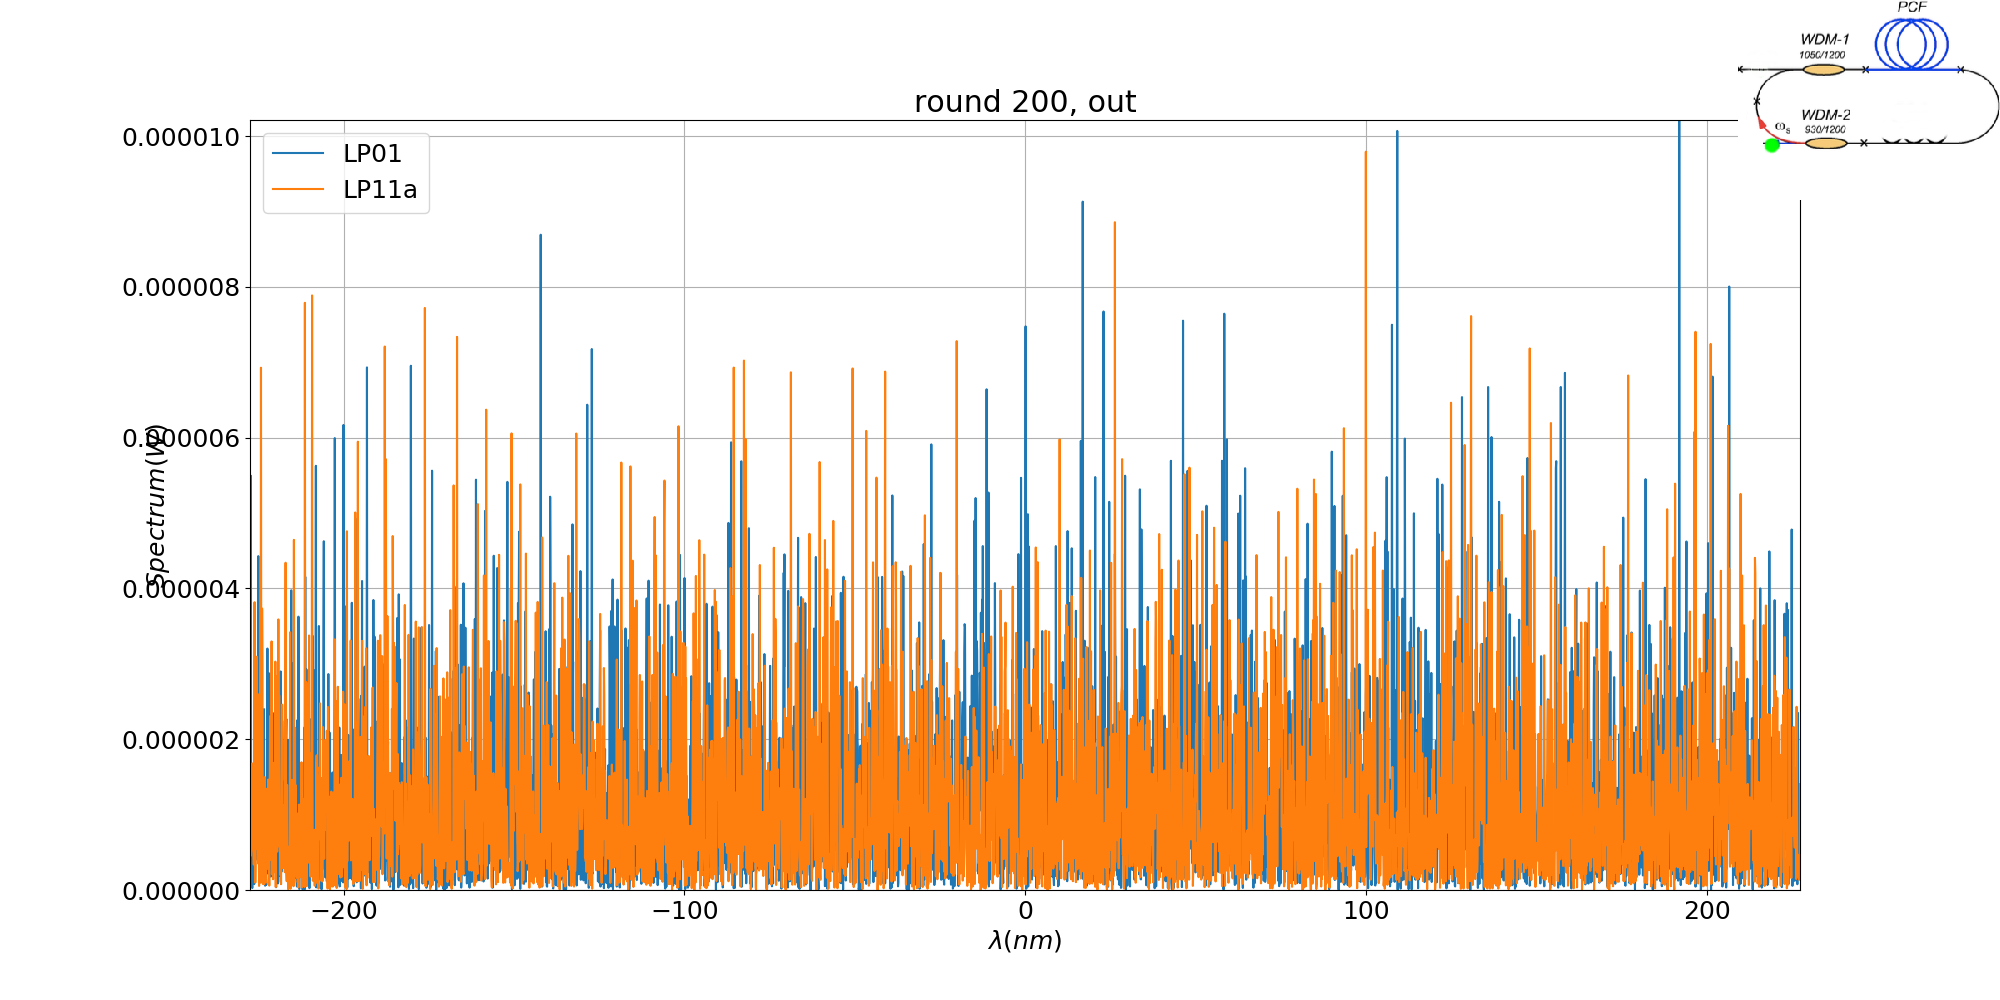 PCF
WDM-1
1050/1200
WDM-2
930/1200
ωs
round 200, out
LP01
LP11a
0.000010
0.000008
0.000006
0.000004
0.000002
0.000000
Spectrum(W)
−200
−100
0
100
200
λ(nm)